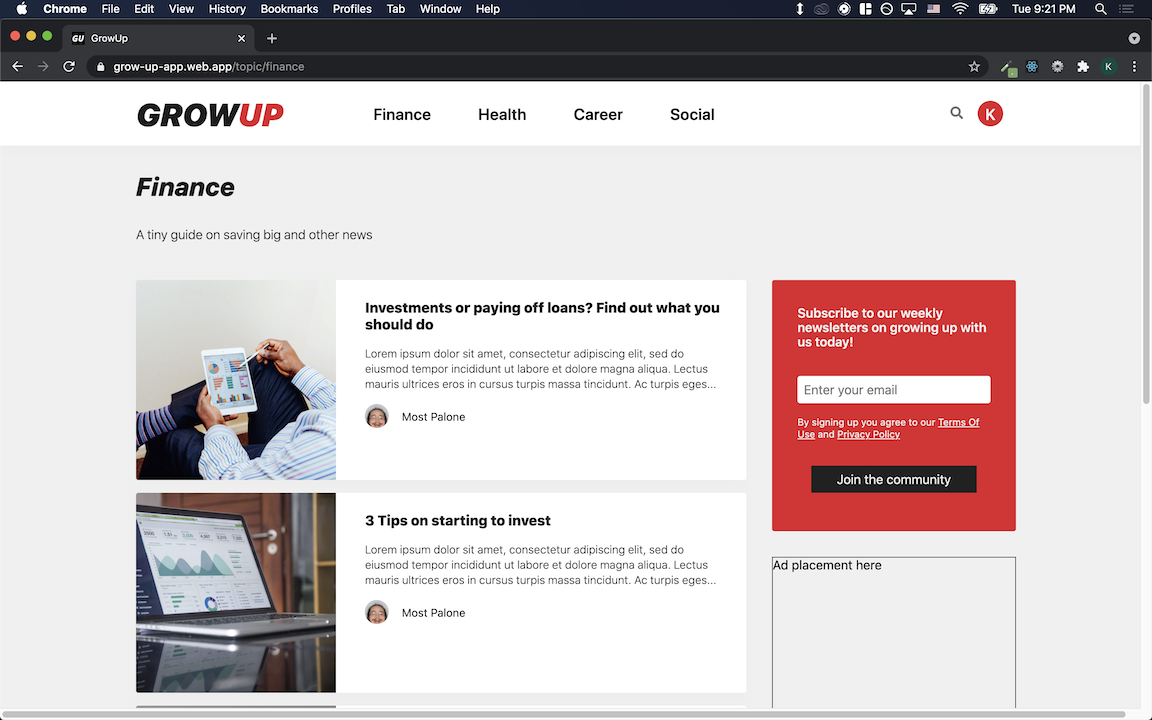 Chrome File Edit View History Bookmarks Profiles Tab Window Help Tue 9:21 PM
GU GrowUp
grow-up-app.web.app/topic/finance K
GROWUP Finance Health Career Social K
Finance
A tiny guide on saving big and other news
Investments or paying off loans? Find out what you
should do
Lorem ipsum dolor sit amet, consectetur adipiscing elit, sed do
eiusmod tempor incididunt ut labore et dolore magna aliqua. Lectus
mauris ultrices eros in cursus turpis massa tincidunt. Ac turpis eges...
Most Palone
3 Tips on starting to invest
Lorem ipsum dolor sit amet, consectetur adipiscing elit, sed do
eiusmod tempor incididunt ut labore et dolore magna aliqua. Lectus
mauris ultrices eros in cursus turpis massa tincidunt. Ac turpis eges...
Most Palone
Subscribe to our weekly
newsletters on growing up with
us today!
Enter your email
By signing up you agree to our Terms Of
Use and Privacy Policy
Join the community
Ad placement here